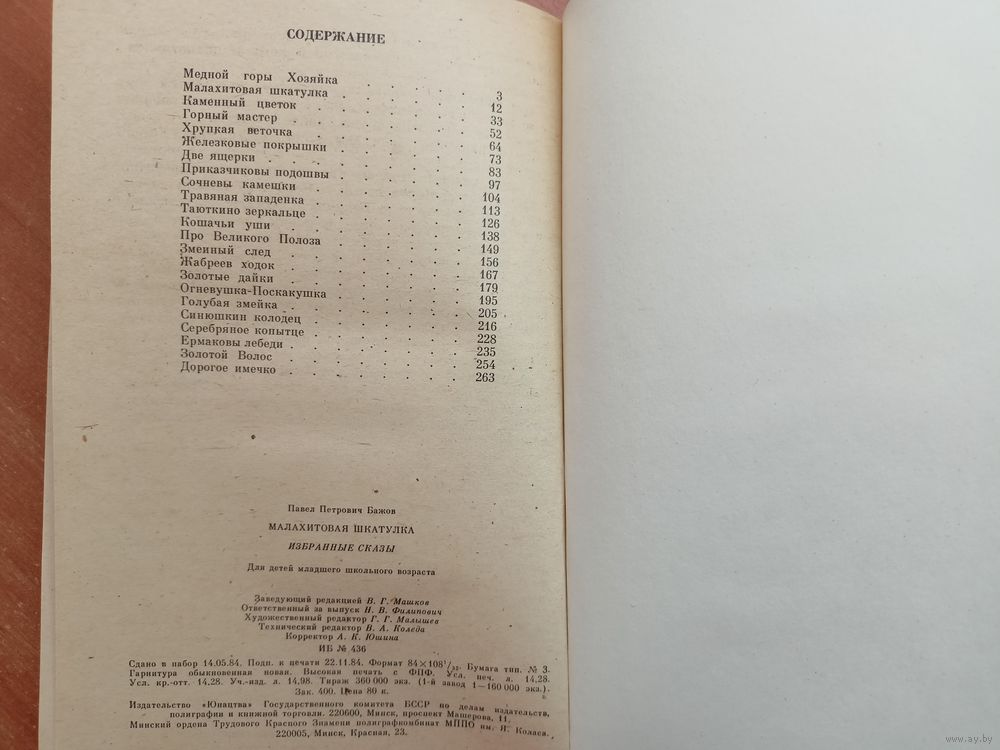 СОДЕРЖАНИЕ
Медной горы Хозяйка . . . . 3
Малахитовая шкатулка . . . . 12
Каменный цветок . . . . . 33
Горный мастер . . . . . 52
Хрупкая веточка . . . . . 64
Железковые покрышки . . . . 73
Две ящерки . . . . . . 83
Приказчиковы подошвы . . . . 97
Сочневы камешки . . . . . 104
Травяная западенка . . . . . 113
Таюткино зеркальце . . . . . 126
Кошачьи уши . . . . . . 138
Про Великого Полоза . . . . 149
Змеиный след . . . . . . 156
Жабреев ходок . . . . . 167
Золотые дайки . . . . . 179
Огневушка-Поскакушка . . . . 195
Голубая змейка . . . . . 205
Синюшкин колодец . . . . . 216
Серебряное копытце . . . . . 228
Ермаковы лебеди . . . . . 235
Золотой Волос . . . . . 254
Дорогое имечко . . . . . 263
Павел Петрович Бажов
МАЛАХИТОВАЯ ШКАТУЛКА
ИЗБРАННЫЕ СКАЗЫ
Для детей младшего школьного возраста
Заведующий редакцией В. Г. Машков
Ответственный за выпуск Н. В. Филипович
Художественный редактор Г. Г. Малышев
Технический редактор В. А. Коледа
Корректор А. К. Юшина
ИБ № 436
Сдано в набор 14.05.84. Подп. к печати 22.11.84. Формат 84×108¹/₃₂. Бумага тип. № 3.
Гарнитура обыкновенная новая. Высокая печать с ФПФ. Усл. печ. л. 14,28.
Усл. кр.-отт. 14,28. Уч.-изд. л. 14,98. Тираж 360 000 экз. (1-й завод 1—160 000 экз.).
Зак. 400. Цена 80 к.
Издательство «Юнацтва» Государственного комитета БССР по делам издательств,
полиграфии и книжной торговли. 220600, Минск, проспект Машерова, 11.
Минский ордена Трудового Красного Знамени полиграфкомбинат МППО им. Я. Коласа.
220005, Минск, Красная, 23.
www.ay.by